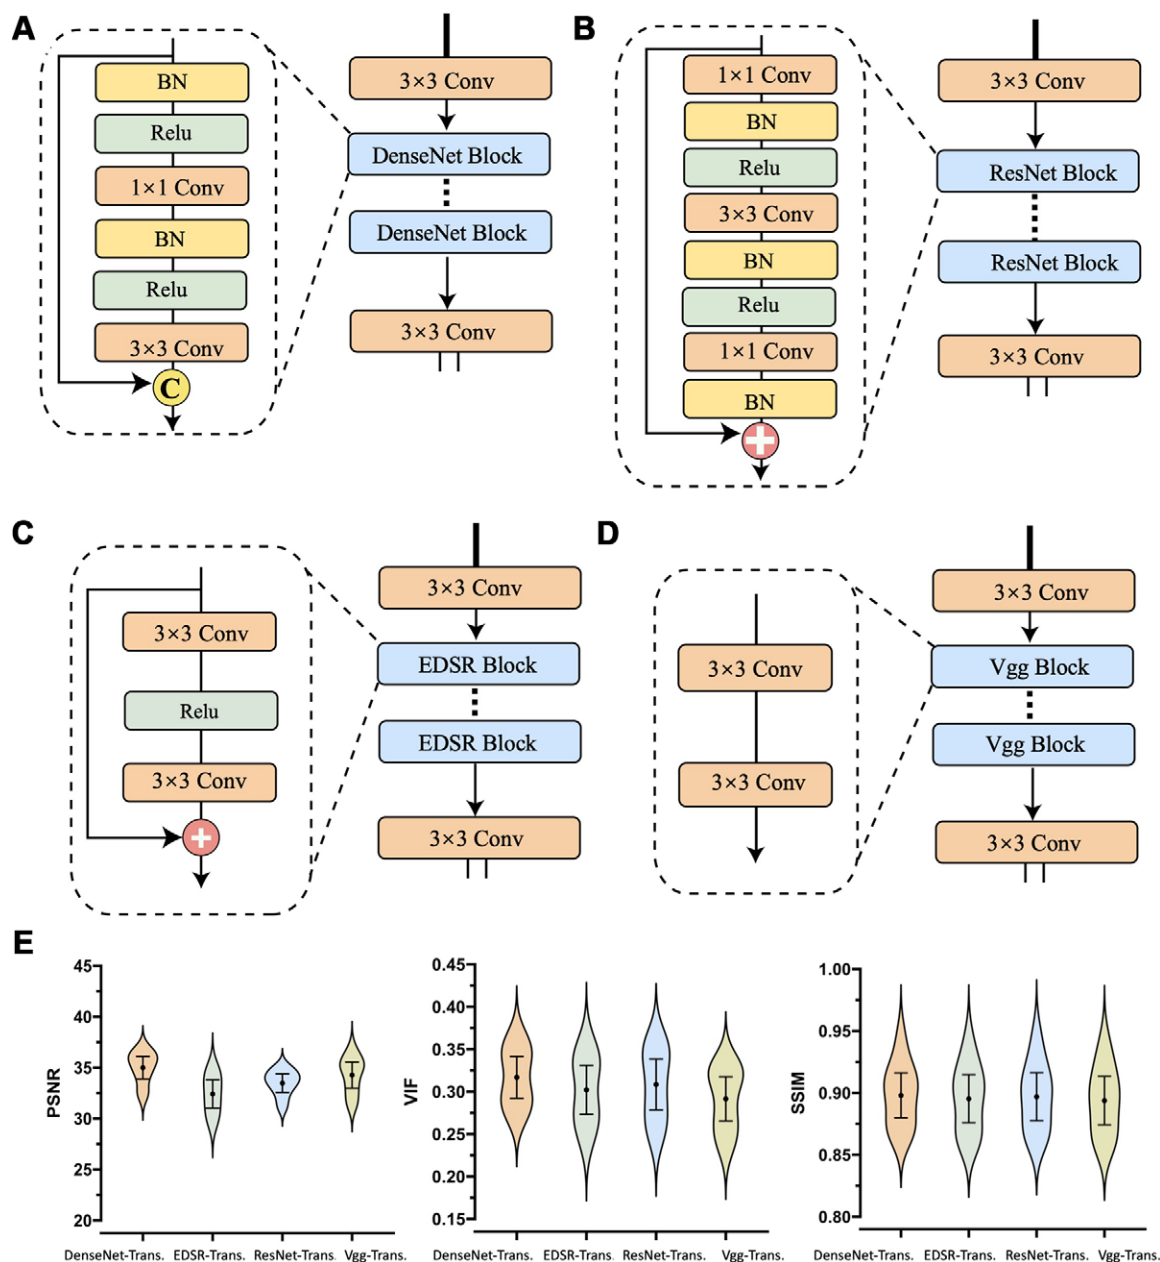 A
BN
Relu
1×1 Conv
BN
Relu
3×3 Conv
C
3×3 Conv
DenseNet Block
DenseNet Block
3×3 Conv
B
1×1 Conv
BN
Relu
3×3 Conv
BN
Relu
1×1 Conv
BN
3×3 Conv
ResNet Block
ResNet Block
3×3 Conv
C
3×3 Conv
Relu
3×3 Conv
3×3 Conv
EDSR Block
EDSR Block
3×3 Conv
D
3×3 Conv
3×3 Conv
3×3 Conv
Vgg Block
Vgg Block
3×3 Conv
E
PSNR
45
40
35
30
25
20
DenseNet-Trans. EDSR-Trans. ResNet-Trans Vgg-Trans.
VIF
0.45
0.40
0.35
0.30
0.25
0.20
0.15
DenseNet-Trans. EDSR-Trans. ResNet-Trans. Vgg-Trans.
SSIM
1.00
0.95
0.90
0.85
0.80
DenseNet-Trans. EDSR-Trans. ResNet-Trans. Vgg-Trans.